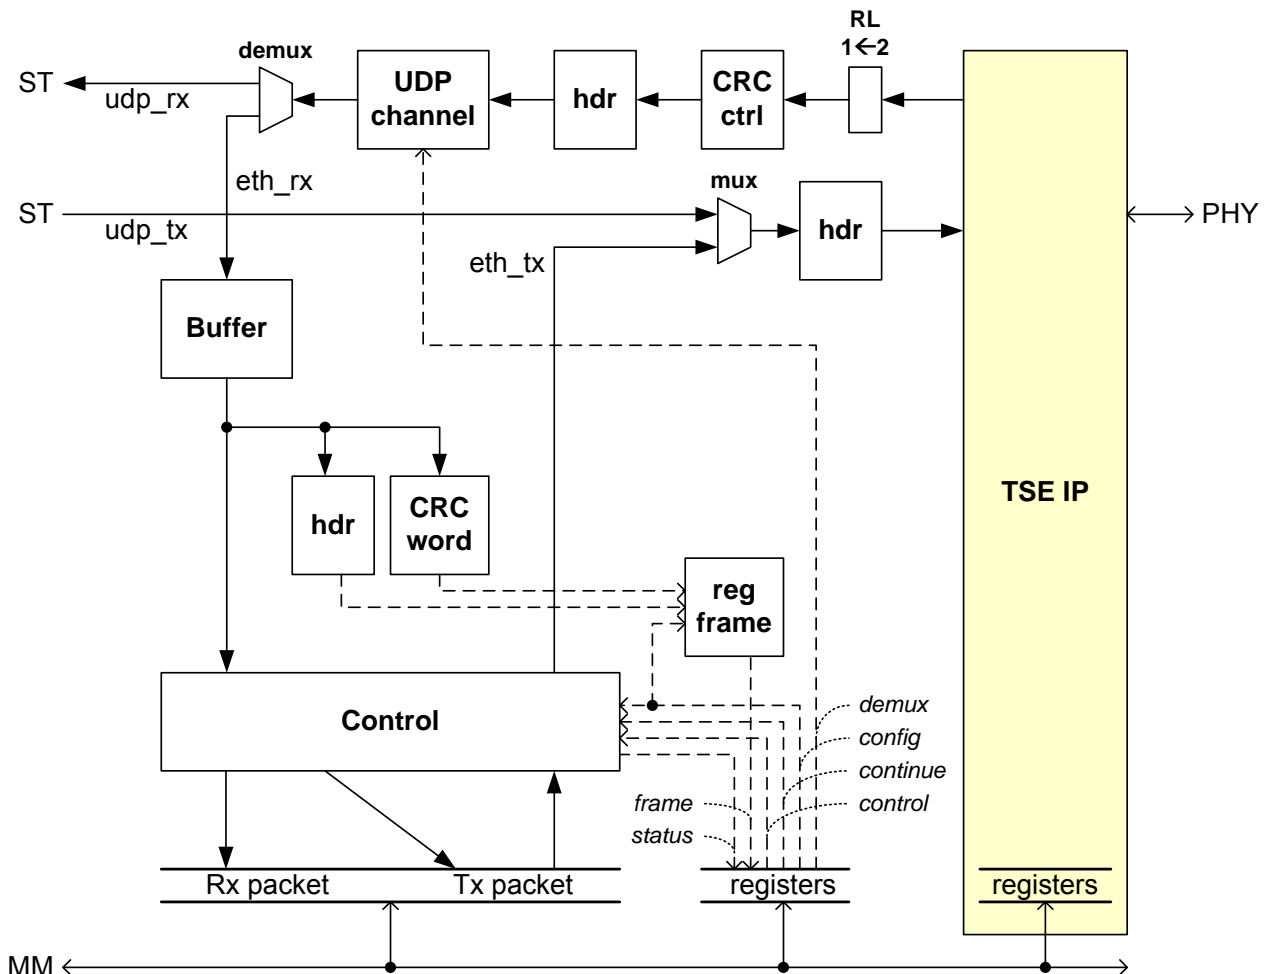 RL
1←2
demux
ST
udp_rx
UDP
channel
hdr
CRC
ctrl
eth_rx
mux
ST
udp_tx
eth_tx
hdr
PHY
Buffer
TSE IP
hdr
CRC
word
reg
frame
Control
demux
config
continue
control
frame
status
Rx packet
Tx packet
registers
registers
MM